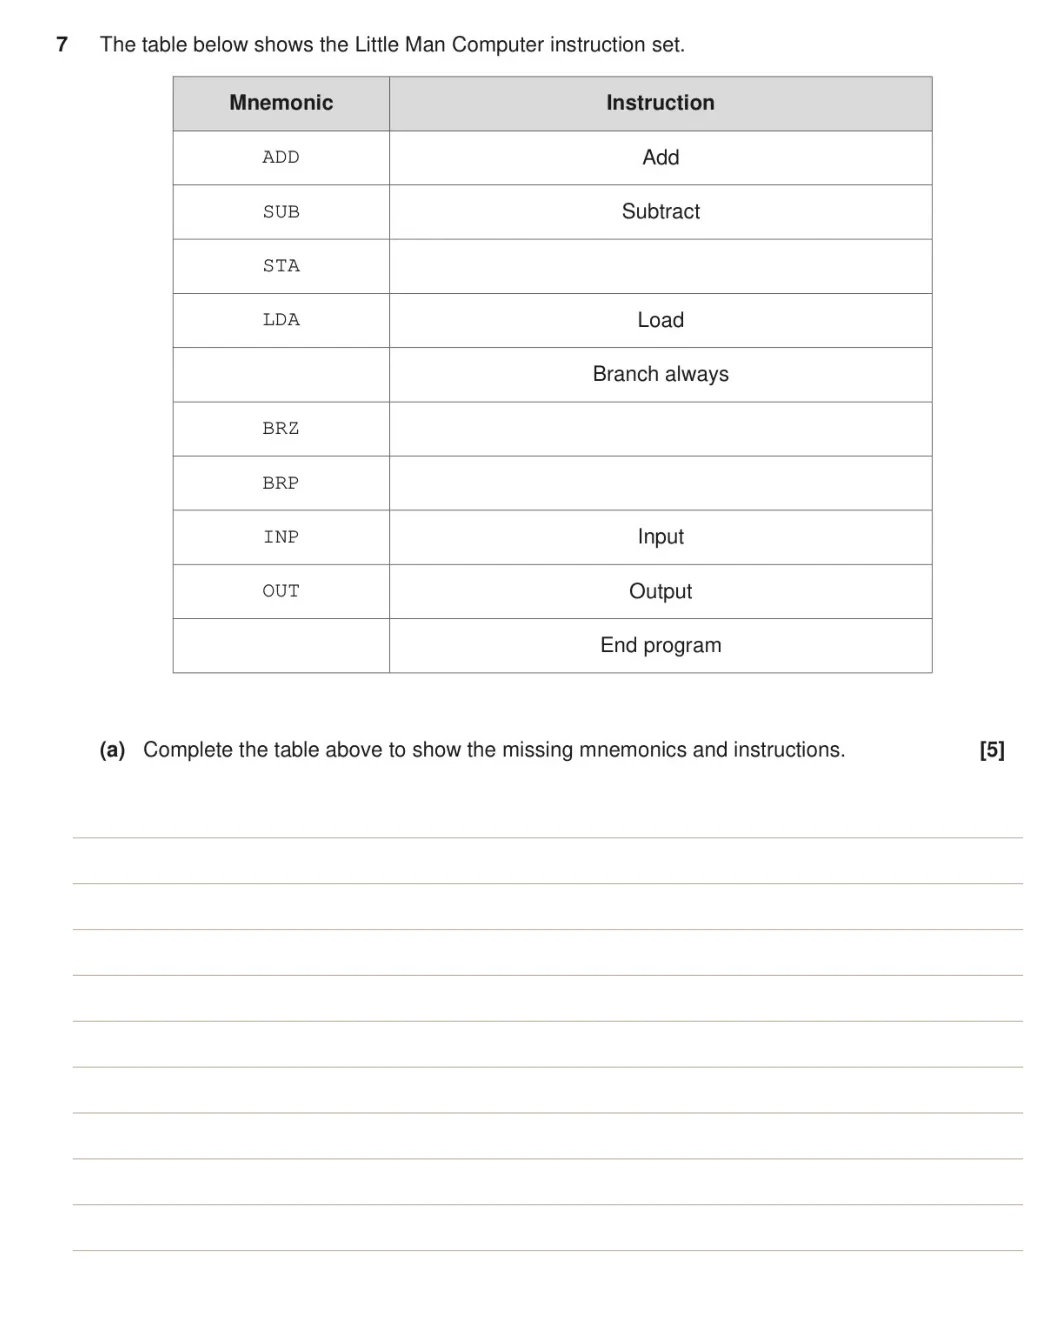 7 The table below shows the Little Man Computer instruction set.
Mnemonic Instruction
ADD Add
SUB Subtract
STA
LDA Load
Branch always
BRZ
BRP
INP Input
OUT Output
End program
(a) Complete the table above to show the missing mnemonics and instructions. [5]